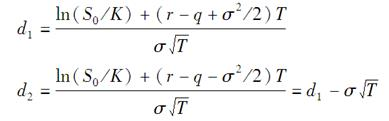 d₁ = (ln(S₀/K) + (r − q + σ²/2)T) / (σ√T)
d₂ = (ln(S₀/K) + (r − q − σ²/2)T) / (σ√T) = d₁ − σ√T